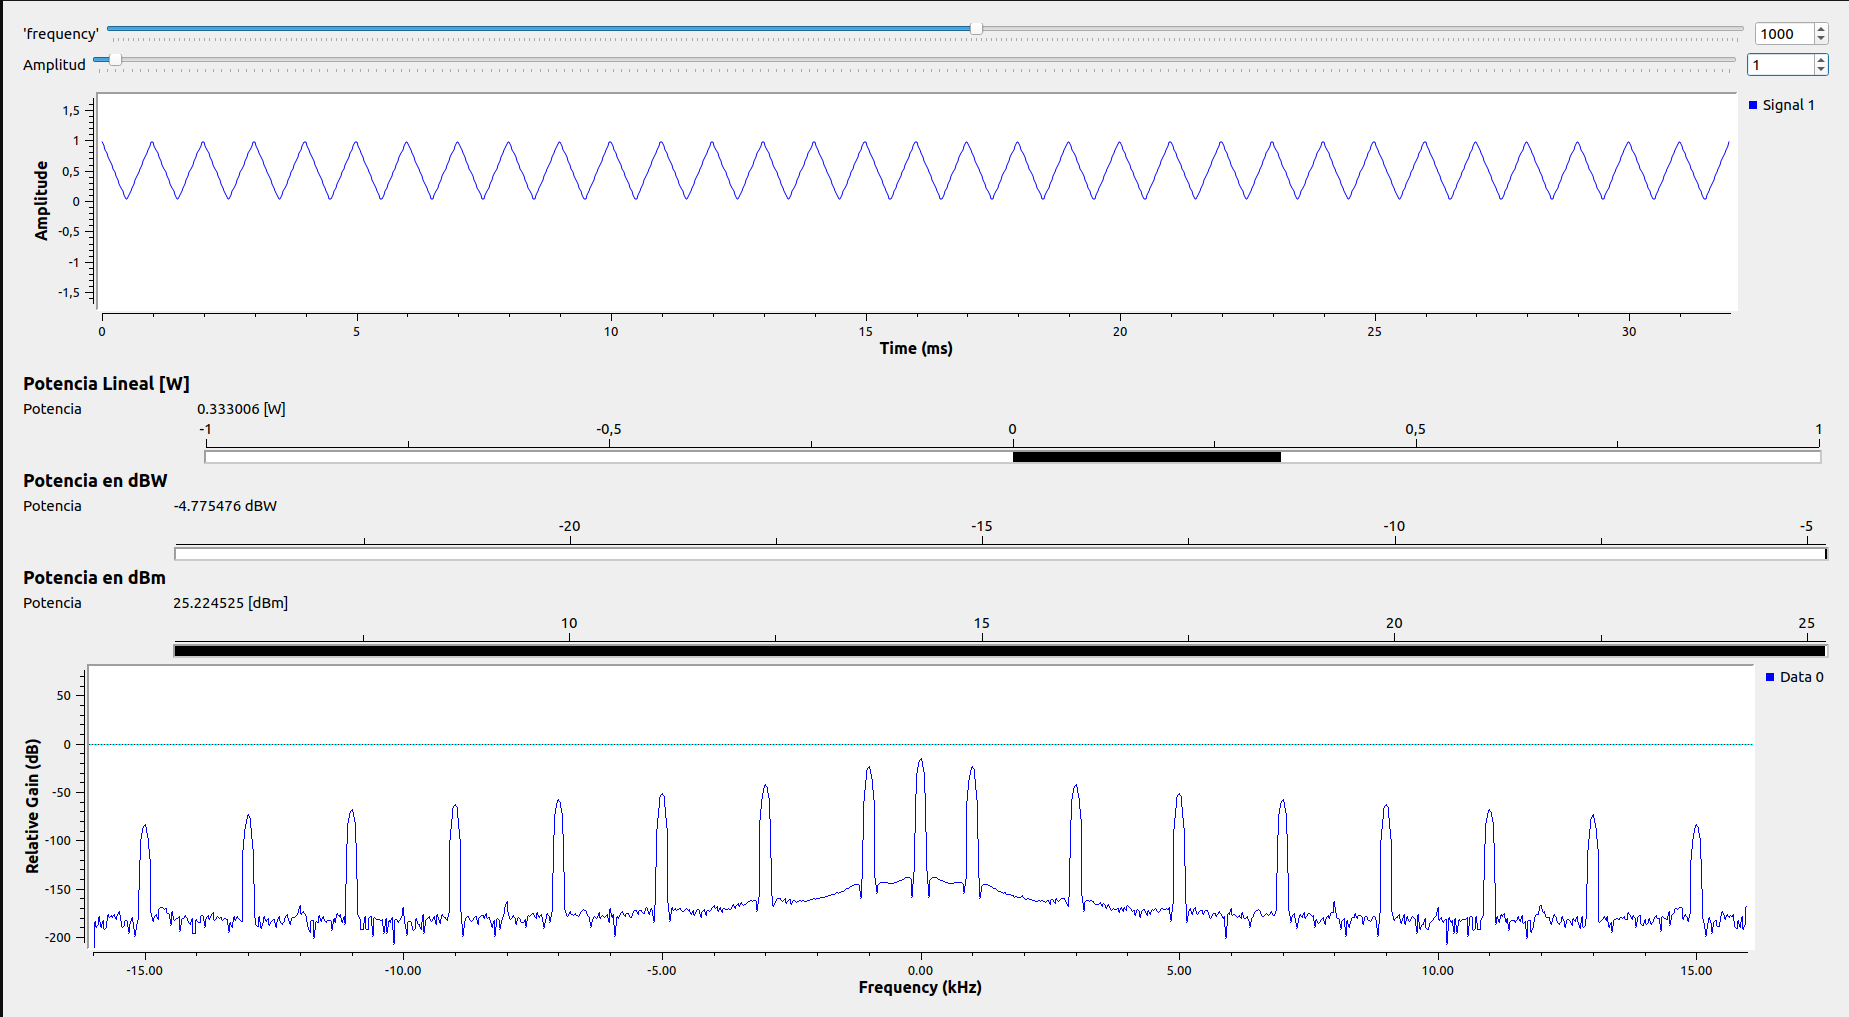 'frequency' 1000
Amplitud 1
Signal 1
1,5
1
0,5
0
-0,5
-1
-1,5
Amplitude
0 5 10 15 20 25 30
Time (ms)
Potencia Lineal [W]
Potencia 0.333006 [W]
-1 -0,5 0 0,5 1
Potencia en dBW
Potencia -4.775476 dBW
-20 -15 -10 -5
Potencia en dBm
Potencia 25.224525 [dBm]
10 15 20 25
Data 0
50
0
-50
-100
-150
-200
Relative Gain (dB)
-15.00 -10.00 -5.00 0.00 5.00 10.00 15.00
Frequency (kHz)